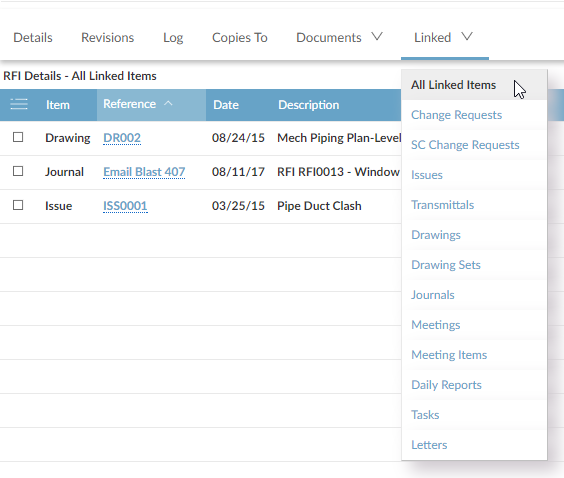 Details Revisions Log Copies To Documents Linked
RFI Details - All Linked Items
Item Reference Date Description
Drawing DR002 08/24/15 Mech Piping Plan-Level
Journal Email Blast 407 08/11/17 RFI RFI0013 - Window
Issue ISS0001 03/25/15 Pipe Duct Clash
All Linked Items
Change Requests
SC Change Requests
Issues
Transmittals
Drawings
Drawing Sets
Journals
Meetings
Meeting Items
Daily Reports
Tasks
Letters